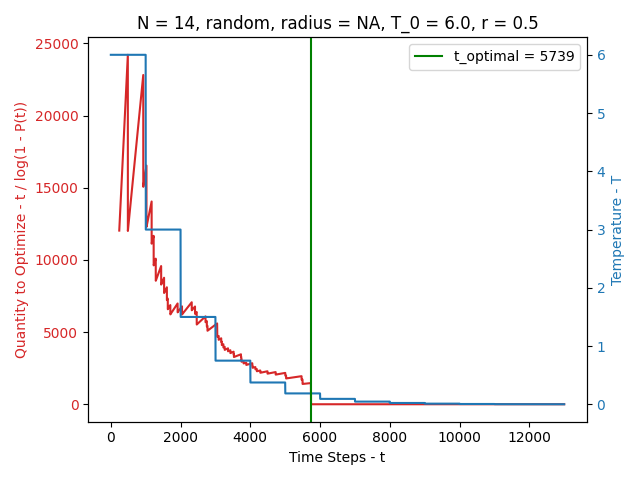 N = 14, random, radius = NA, T_0 = 6.0, r = 0.5
t_optimal = 5739
Quantity to Optimize - t / log(1 - P(t))
25000
20000
15000
10000
5000
0
6
5
4
3
2
1
0
Temperature - T
0 2000 4000 6000 8000 10000 12000
Time Steps - t